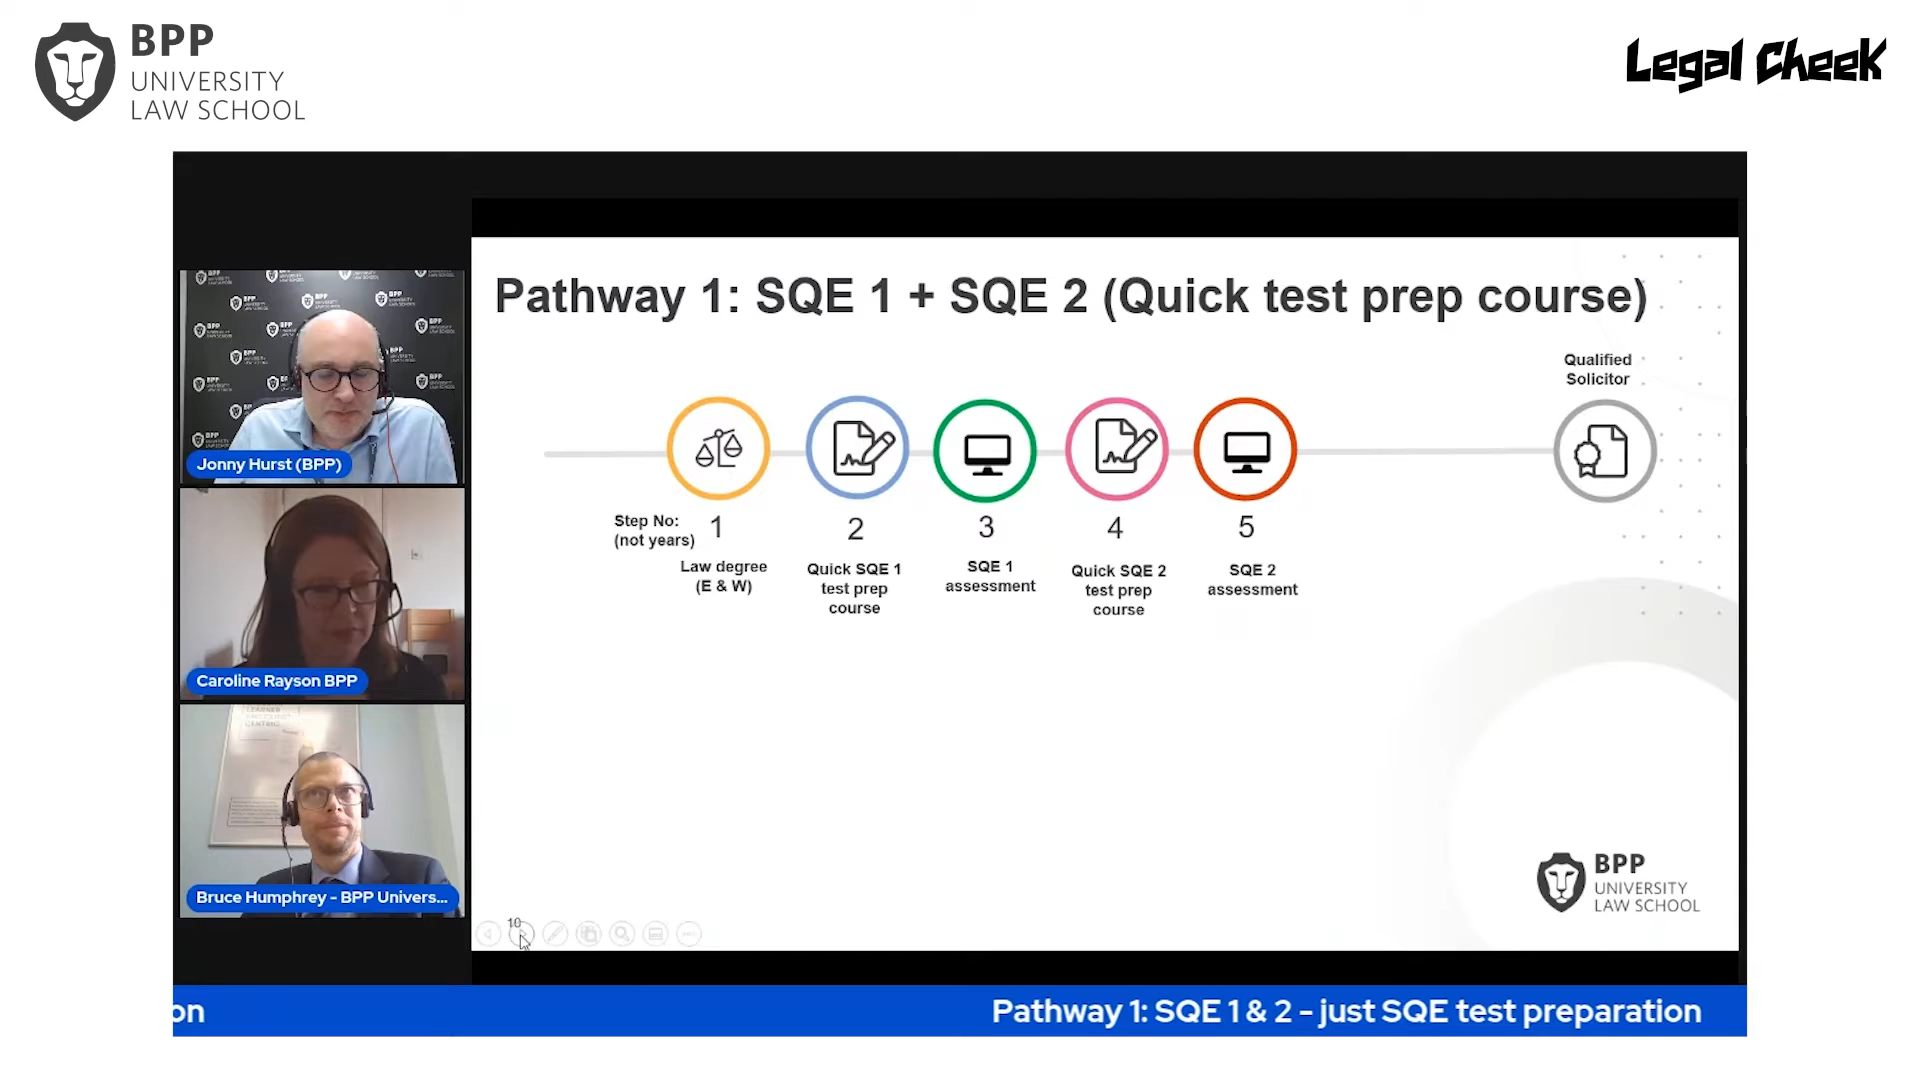 BPP
UNIVERSITY
LAW SCHOOL
Legal Cheek
Jonny Hurst (BPP)
Caroline Rayson BPP
Bruce Humphrey - BPP Univers...
Pathway 1: SQE 1 + SQE 2 (Quick test prep course)
Qualified
Solicitor
Step No:
(not years)
1
2
3
4
5
Law degree
(E & W)
Quick SQE 1
test prep
course
SQE 1
assessment
Quick SQE 2
test prep
course
SQE 2
assessment
BPP
UNIVERSITY
LAW SCHOOL
10
on
Pathway 1: SQE 1 & 2 - just SQE test preparation